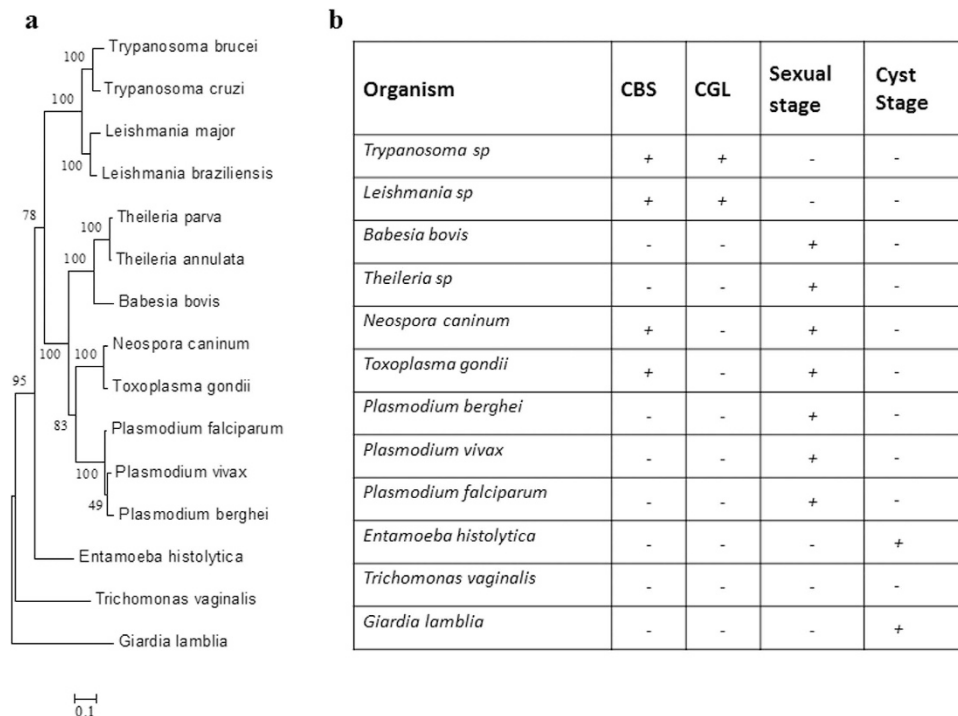 a
100
Trypanosoma brucei
Trypanosoma cruzi
100
Leishmania major
100
Leishmania braziliensis
78
Theileria parva
100
Theileria annulata
100
Babesia bovis
Neospora caninum
100
100
Toxoplasma gondii
95
Plasmodium falciparum
83
Plasmodium vivax
100
49
Plasmodium berghei
Entamoeba histolytica
Trichomonas vaginalis
Giardia lamblia
0.1
b
Organism CBS CGL Sexual stage Cyst Stage
Trypanosoma sp + + - -
Leishmania sp + + - -
Babesia bovis - - + -
Theileria sp - - + -
Neospora caninum + - + -
Toxoplasma gondii + - + -
Plasmodium berghei - - + -
Plasmodium vivax - - + -
Plasmodium falciparum - - + -
Entamoeba histolytica - - - +
Trichomonas vaginalis - - - -
Giardia lamblia - - - +